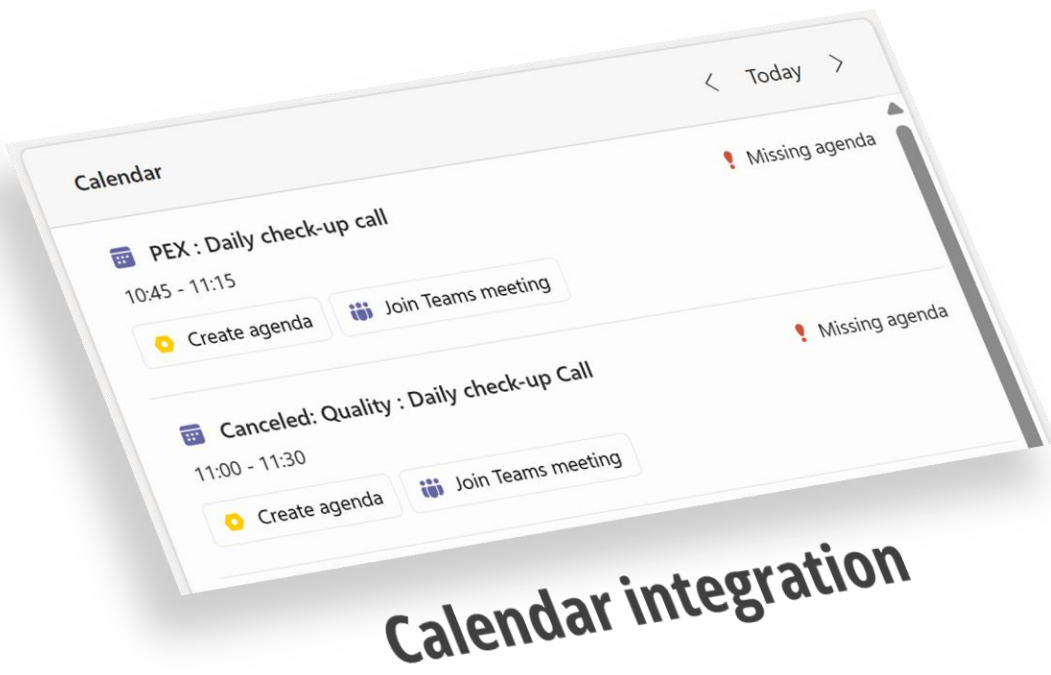 Today
Calendar
Missing agenda
PEX : Daily check-up call
10:45 - 11:15
Create agenda
Join Teams meeting
Missing agenda
Canceled: Quality : Daily check-up Call
11:00 - 11:30
Create agenda
Join Teams meeting
Calendar integration